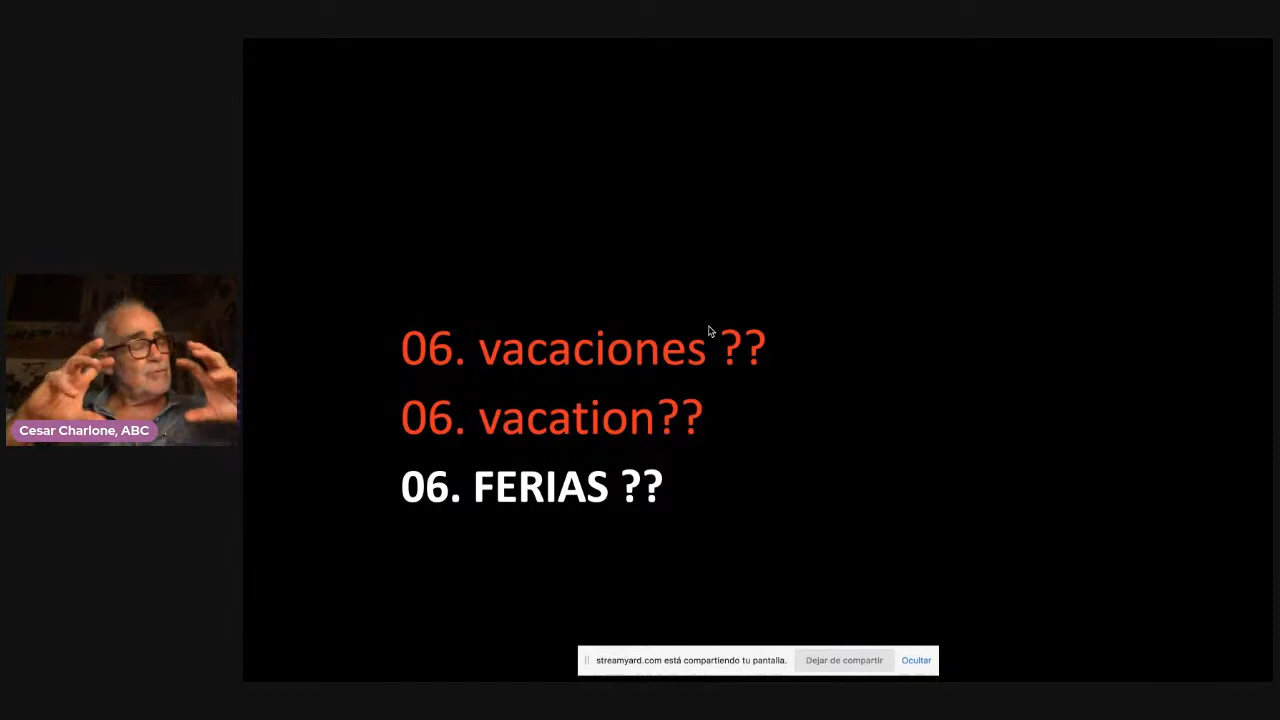 06. vacaciones ??
06. vacation??
06. FERIAS ??
Cesar Charlone, ABC
streamyard.com está compartiendo tu pantalla. Dejar de compartir Ocultar